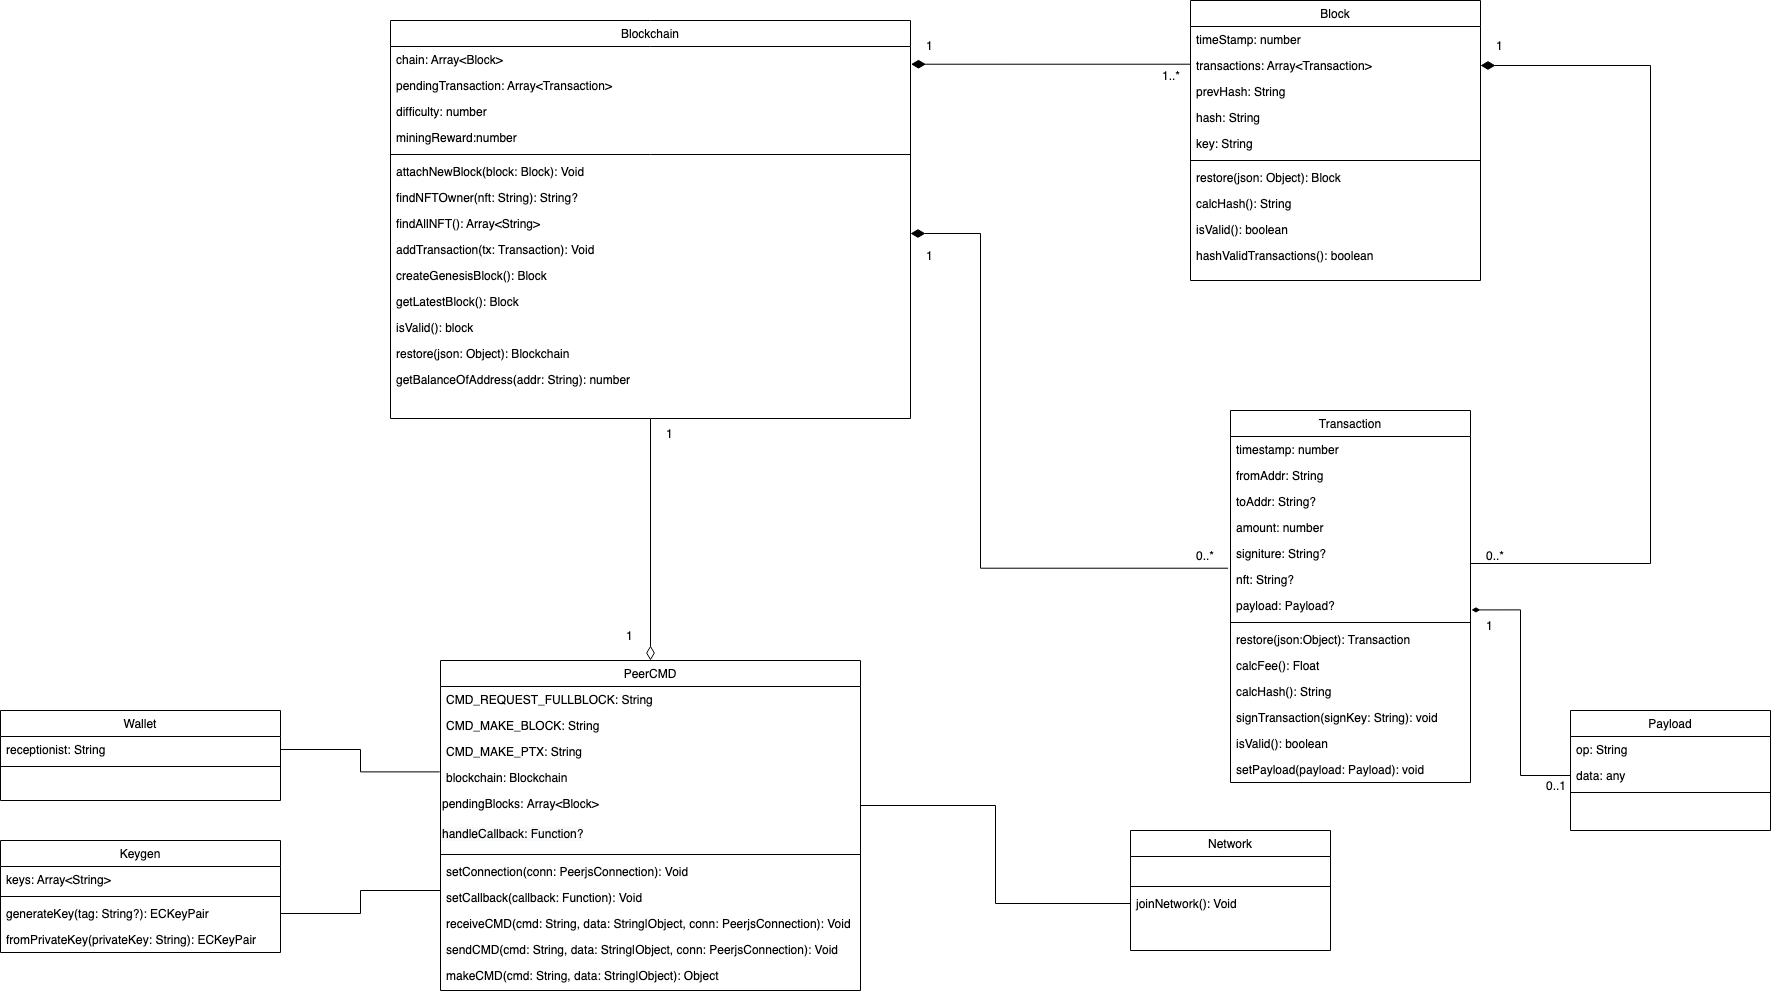 Blockchain
chain: Array<Block>
pendingTransaction: Array<Transaction>
difficulty: number
miningReward:number
attachNewBlock(block: Block): Void
findNFTOwner(nft: String): String?
findAllNFT(): Array<String>
addTransaction(tx: Transaction): Void
createGenesisBlock(): Block
getLatestBlock(): Block
isValid(): block
restore(json: Object): Blockchain
getBalanceOfAddress(addr: String): number
1
1..*
1
1
Block
timeStamp: number
transactions: Array<Transaction>
prevHash: String
hash: String
key: String
restore(json: Object): Block
calcHash(): String
isValid(): boolean
hashValidTransactions(): boolean
1
0..*
0..*
Transaction
timestamp: number
fromAddr: String
toAddr: String?
amount: number
signiture: String?
nft: String?
payload: Payload?
restore(json:Object): Transaction
calcFee(): Float
calcHash(): String
signTransaction(signKey: String): void
isValid(): boolean
setPayload(payload: Payload): void
1
0..1
Payload
op: String
data: any
1
PeerCMD
CMD_REQUEST_FULLBLOCK: String
CMD_MAKE_BLOCK: String
CMD_MAKE_PTX: String
blockchain: Blockchain
pendingBlocks: Array<Block>
handleCallback: Function?
setConnection(conn: PeerjsConnection): Void
setCallback(callback: Function): Void
receiveCMD(cmd: String, data: String|Object, conn: PeerjsConnection): Void
sendCMD(cmd: String, data: String|Object, conn: PeerjsConnection): Void
makeCMD(cmd: String, data: String|Object): Object
Wallet
receptionist: String
Keygen
keys: Array<String>
generateKey(tag: String?): ECKeyPair
fromPrivateKey(privateKey: String): ECKeyPair
Network
joinNetwork(): Void